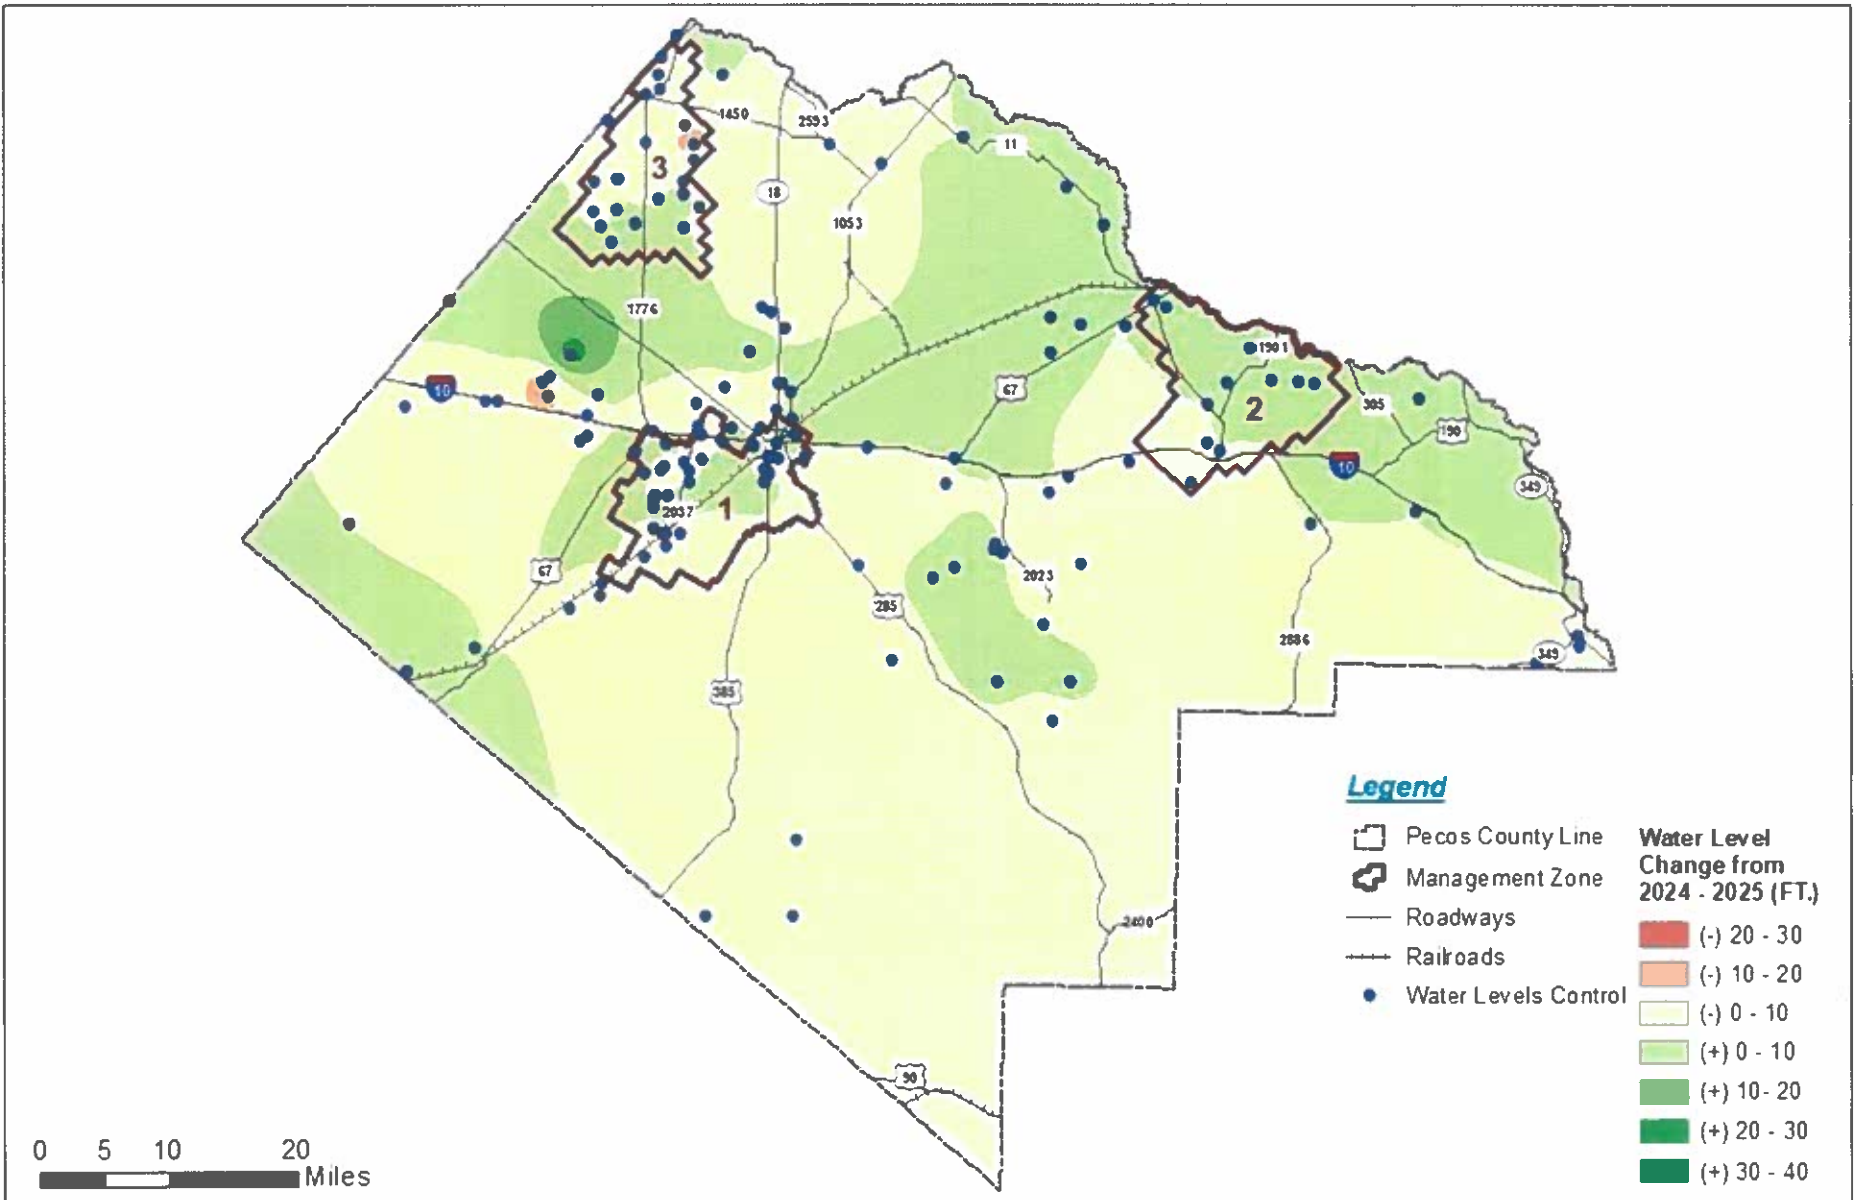 1450
2593
11
3
18
1053
1776
1901
10
67
2
305
190
10
349
2037
1
67
2023
285
2886
349
385
2400
90
Legend
Pecos County Line
Management Zone
Roadways
Railroads
Water Levels Control
Water Level
Change from
2024 - 2025 (FT.)
(-) 20 - 30
(-) 10 - 20
(-) 0 - 10
(+) 0 - 10
(+) 10 - 20
(+) 20 - 30
(+) 30 - 40
0 5 10 20
Miles